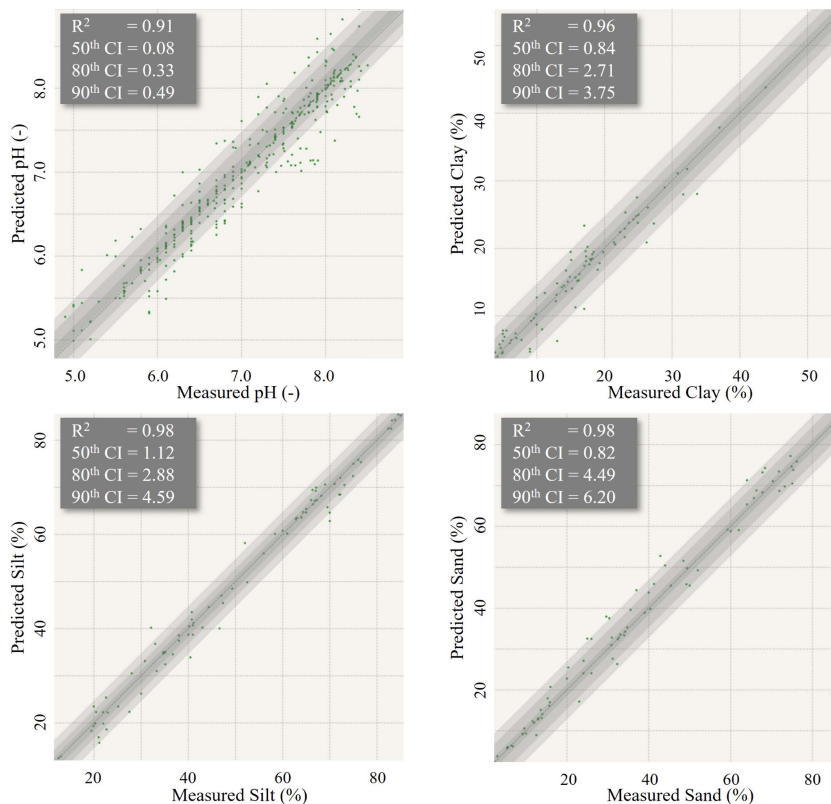 R² = 0.91
50th CI = 0.08
80th CI = 0.33
90th CI = 0.49
Predicted pH (-)
8.0
7.0
6.0
5.0
5.0 6.0 7.0 8.0
Measured pH (-)
R² = 0.96
50th CI = 0.84
80th CI = 2.71
90th CI = 3.75
Predicted Clay (%)
50
40
30
20
10
10 20 30 40 50
Measured Clay (%)
R² = 0.98
50th CI = 1.12
80th CI = 2.88
90th CI = 4.59
Predicted Silt (%)
80
60
40
20
20 40 60 80
Measured Silt (%)
R² = 0.98
50th CI = 0.82
80th CI = 4.49
90th CI = 6.20
Predicted Sand (%)
80
60
40
20
20 40 60 80
Measured Sand (%)